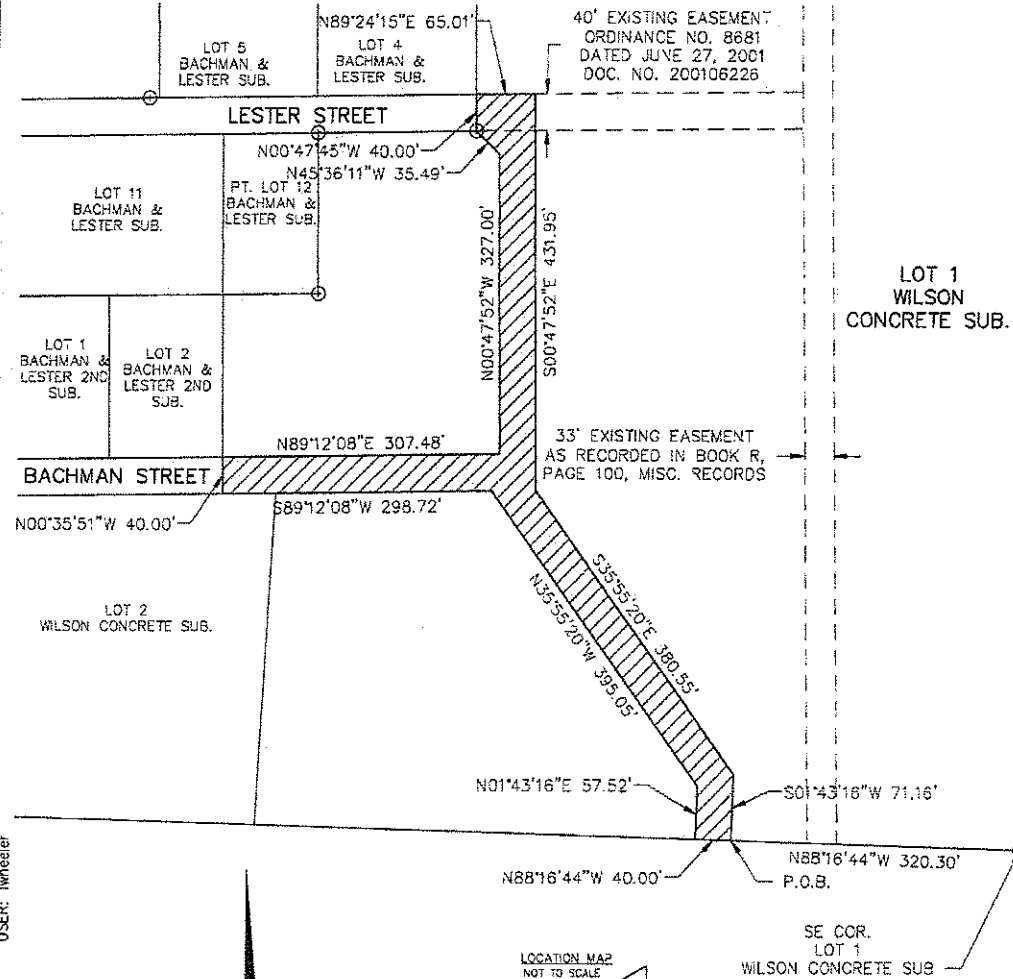 N89°24'15"E 65.01'
40' EXISTING EASEMENT
ORDINANCE NO. 8681
DATED JUNE 27, 2001
DOC. NO. 200106226
LOT 5
BACHMAN &
LESTER SUB.
LOT 4
BACHMAN &
LESTER SUB.
LESTER STREET
N00°47'45"W 40.00'
N45°36'11"W 35.49'
LOT 11
BACHMAN &
LESTER SUB.
PT. LOT 12
BACHMAN &
LESTER SUB.
N00°47'52"W 327.00'
S00°47'52"E 431.95'
LOT 1
WILSON
CONCRETE SUB.
LOT 1
BACHMAN &
LESTER 2ND
SUB.
LOT 2
BACHMAN &
LESTER 2ND
SUB.
N89°12'08"E 307.48'
33' EXISTING EASEMENT
AS RECORDED IN BOOK R,
PAGE 100, MISC. RECORDS
BACHMAN STREET
S89°12'08"W 298.72'
N00°35'51"W 40.00'
LOT 2
WILSON CONCRETE SUB.
S35°55'20"E 380.55'
N35°55'20"W 395.05'
N01°43'16"E 57.52'
S01°43'16"W 71.16'
N88°16'44"W 40.00'
P.O.B.
N88°16'44"W 320.30'
SE COR.
LOT 1
WILSON CONCRETE SUB
LOCATION MAP
NOT TO SCALE
USER: lwheeler